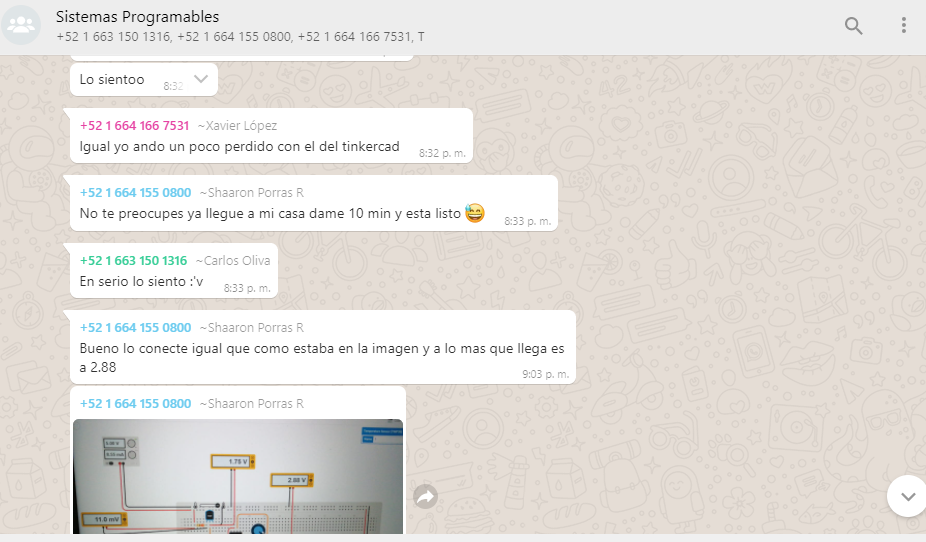 Sistemas Programables
+52 1 663 150 1316, +52 1 664 155 0800, +52 1 664 166 7531, T
Lo sientoo
8:32
+52 1 664 166 7531 ~Xavier López
Igual yo ando un poco perdido con el del tinkercad
8:32 p. m.
+52 1 664 155 0800 ~Shaaron Porras R
No te preocupes ya llegue a mi casa dame 10 min y esta listo 😅
8:33 p. m.
+52 1 663 150 1316 ~Carlos Oliva
En serio lo siento :'v
8:33 p. m.
+52 1 664 155 0800 ~Shaaron Porras R
Bueno lo conecte igual que como estaba en la imagen y a lo mas que llega es
a 2.88
9:03 p. m.
+52 1 664 155 0800 ~Shaaron Porras R
1.75 V
2.88 V
11.0 mV